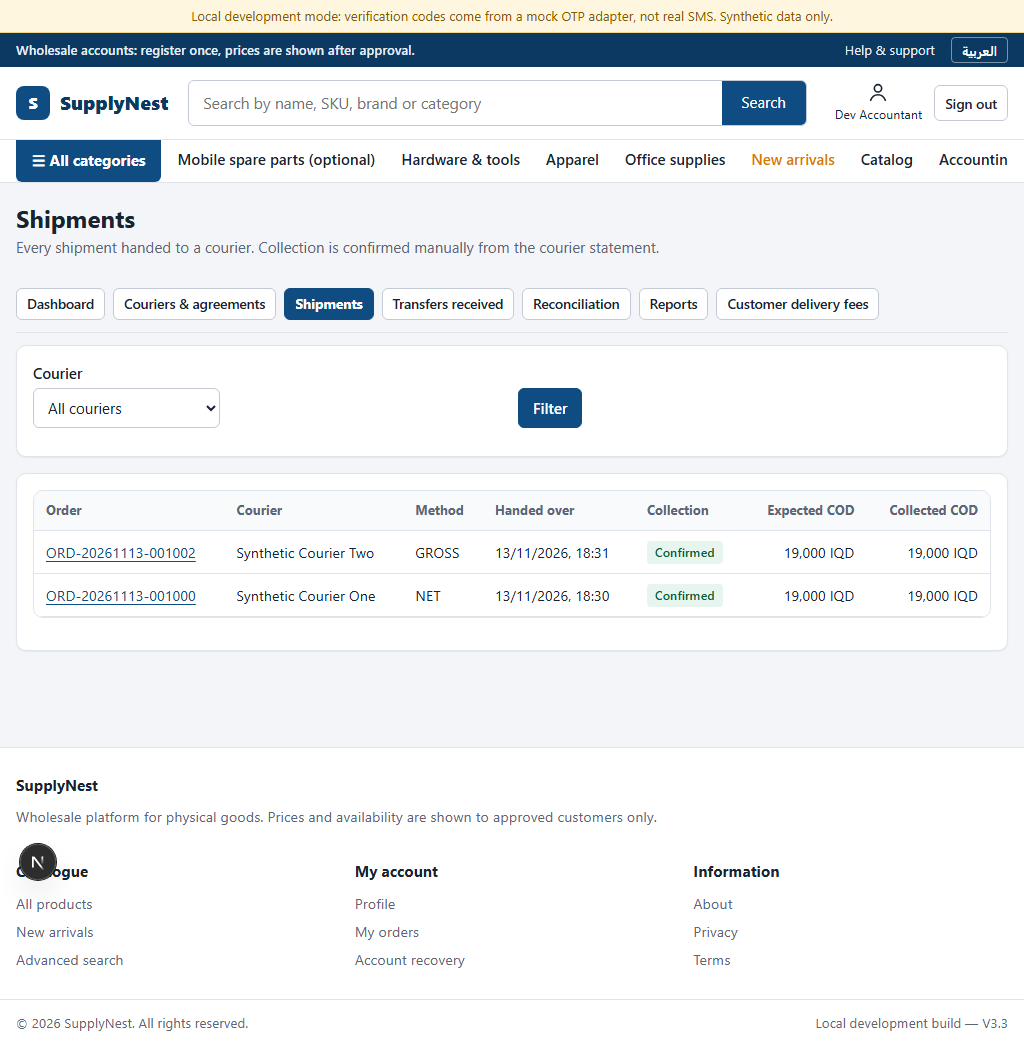 Local development mode: verification codes come from a mock OTP adapter, not real SMS. Synthetic data only.
Wholesale accounts: register once, prices are shown after approval.
Help & support
العربية
S SupplyNest
Search by name, SKU, brand or category
Search
Dev Accountant
Sign out
☰ All categories
Mobile spare parts (optional)
Hardware & tools
Apparel
Office supplies
New arrivals
Catalog
Accountin
Shipments
Every shipment handed to a courier. Collection is confirmed manually from the courier statement.
Dashboard
Couriers & agreements
Shipments
Transfers received
Reconciliation
Reports
Customer delivery fees
Courier
All couriers
Filter
Order Courier Method Handed over Collection Expected COD Collected COD
ORD-20261113-001002 Synthetic Courier Two GROSS 13/11/2026, 18:31 Confirmed 19,000 IQD 19,000 IQD
ORD-20261113-001000 Synthetic Courier One NET 13/11/2026, 18:30 Confirmed 19,000 IQD 19,000 IQD
SupplyNest
Wholesale platform for physical goods. Prices and availability are shown to approved customers only.
N
My account
Information
All products
Profile
About
New arrivals
My orders
Privacy
Advanced search
Account recovery
Terms
© 2026 SupplyNest. All rights reserved.
Local development build — V3.3